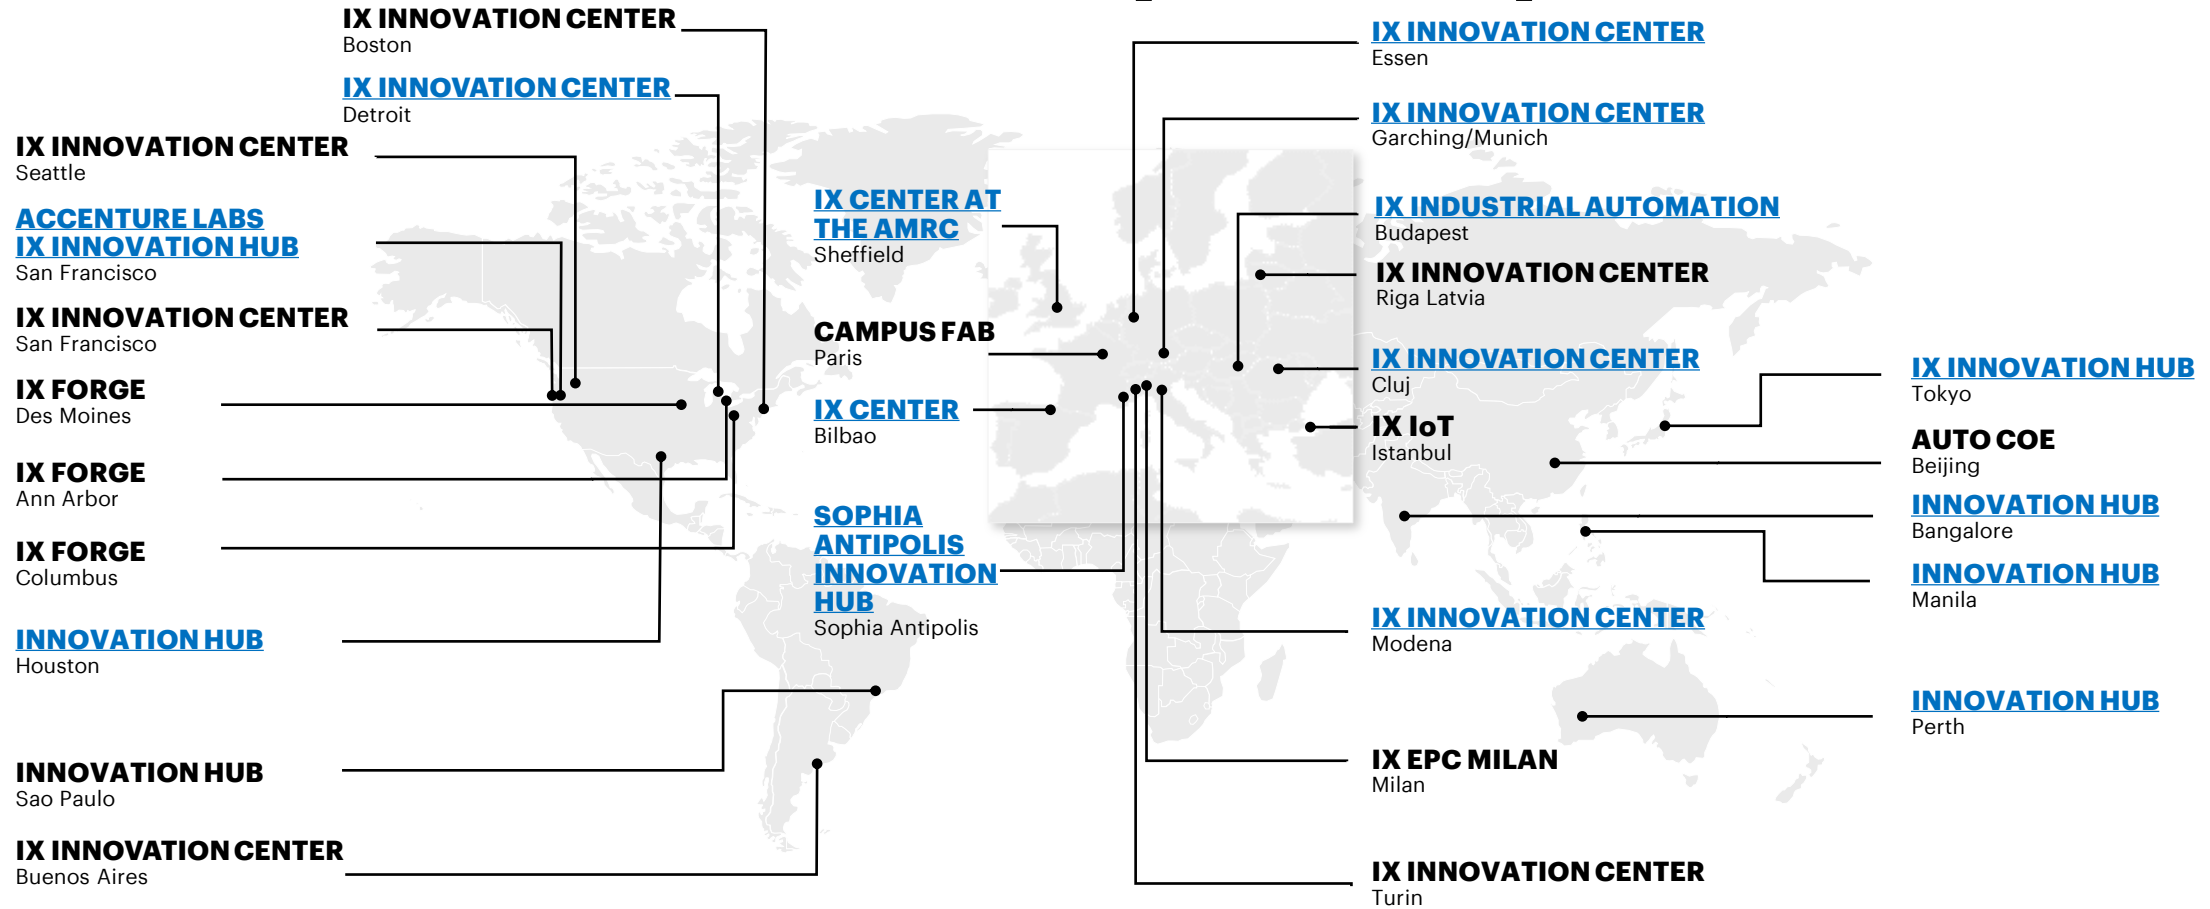 IX INNOVATION CENTER
Boston
IX INNOVATION CENTER
Detroit
IX INNOVATION CENTER
Seattle
ACCENTURE LABS
IX INNOVATION HUB
San Francisco
IX INNOVATION CENTER
San Francisco
IX FORGE
Des Moines
IX FORGE
Ann Arbor
IX FORGE
Columbus
INNOVATION HUB
Houston
INNOVATION HUB
Sao Paulo
IX INNOVATION CENTER
Buenos Aires
IX CENTER AT
THE AMRC
Sheffield
CAMPUS FAB
Paris
IX CENTER
Bilbao
SOPHIA
ANTIPOLIS
INNOVATION
HUB
Sophia Antipolis
IX INNOVATION CENTER
Essen
IX INNOVATION CENTER
Garching/Munich
IX INDUSTRIAL AUTOMATION
Budapest
IX INNOVATION CENTER
Riga Latvia
IX INNOVATION CENTER
Cluj
IX IoT
Istanbul
IX INNOVATION CENTER
Modena
IX EPC MILAN
Milan
IX INNOVATION CENTER
Turin
IX INNOVATION HUB
Tokyo
AUTO COE
Beijing
INNOVATION HUB
Bangalore
INNOVATION HUB
Manila
INNOVATION HUB
Perth